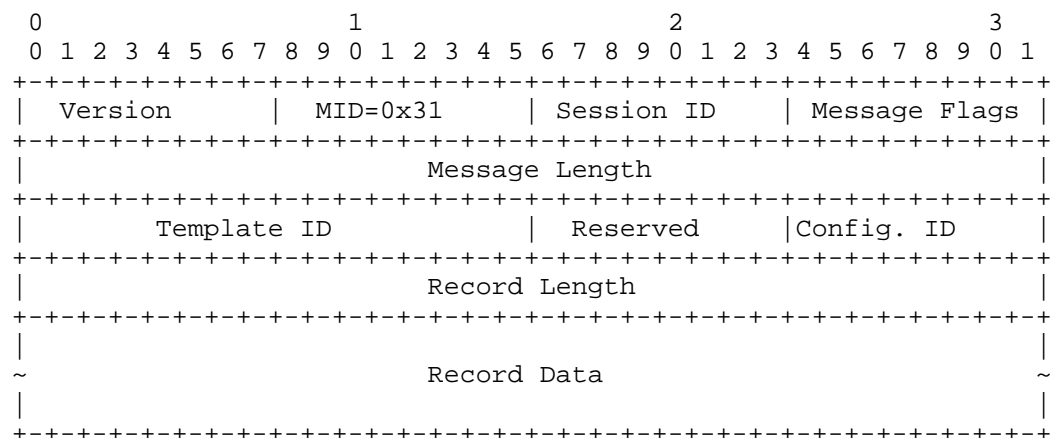 0                   1                   2                   3
 0 1 2 3 4 5 6 7 8 9 0 1 2 3 4 5 6 7 8 9 0 1 2 3 4 5 6 7 8 9 0 1
+-+-+-+-+-+-+-+-+-+-+-+-+-+-+-+-+-+-+-+-+-+-+-+-+-+-+-+-+-+-+-+-+
|  Version      |  MID=0x31     | Session ID    | Message Flags |
+-+-+-+-+-+-+-+-+-+-+-+-+-+-+-+-+-+-+-+-+-+-+-+-+-+-+-+-+-+-+-+-+
|                         Message Length                        |
+-+-+-+-+-+-+-+-+-+-+-+-+-+-+-+-+-+-+-+-+-+-+-+-+-+-+-+-+-+-+-+-+
|        Template ID            |  Reserved     |Config. ID     |
+-+-+-+-+-+-+-+-+-+-+-+-+-+-+-+-+-+-+-+-+-+-+-+-+-+-+-+-+-+-+-+-+
|                         Record Length                         |
+-+-+-+-+-+-+-+-+-+-+-+-+-+-+-+-+-+-+-+-+-+-+-+-+-+-+-+-+-+-+-+-+
|                                                               |
~                         Record Data                           ~
|                                                               |
+-+-+-+-+-+-+-+-+-+-+-+-+-+-+-+-+-+-+-+-+-+-+-+-+-+-+-+-+-+-+-+-+